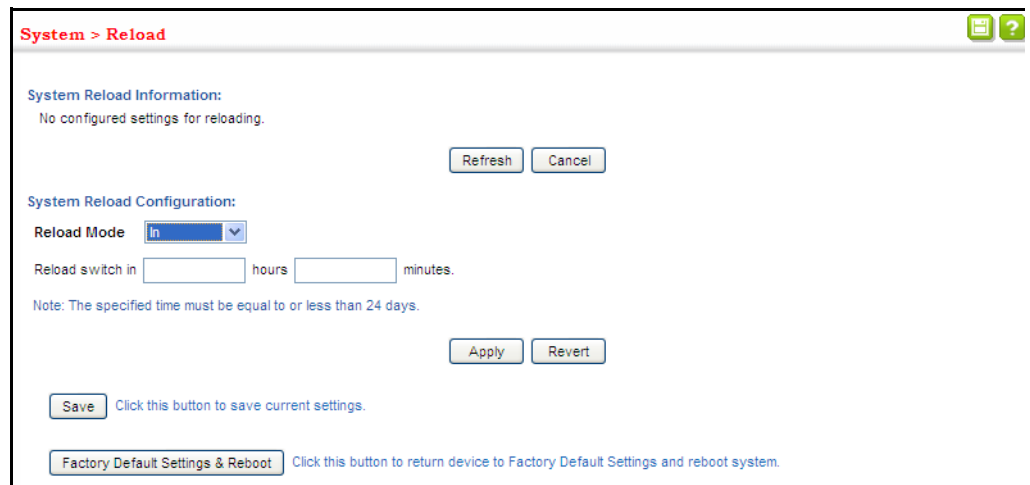 System > Reload
?
System Reload Information:
No configured settings for reloading.
Refresh Cancel
System Reload Configuration:
Reload Mode In
Reload switch in hours minutes.
Note: The specified time must be equal to or less than 24 days.
Apply Revert
Save Click this button to save current settings.
Factory Default Settings & Reboot Click this button to return device to Factory Default Settings and reboot system.